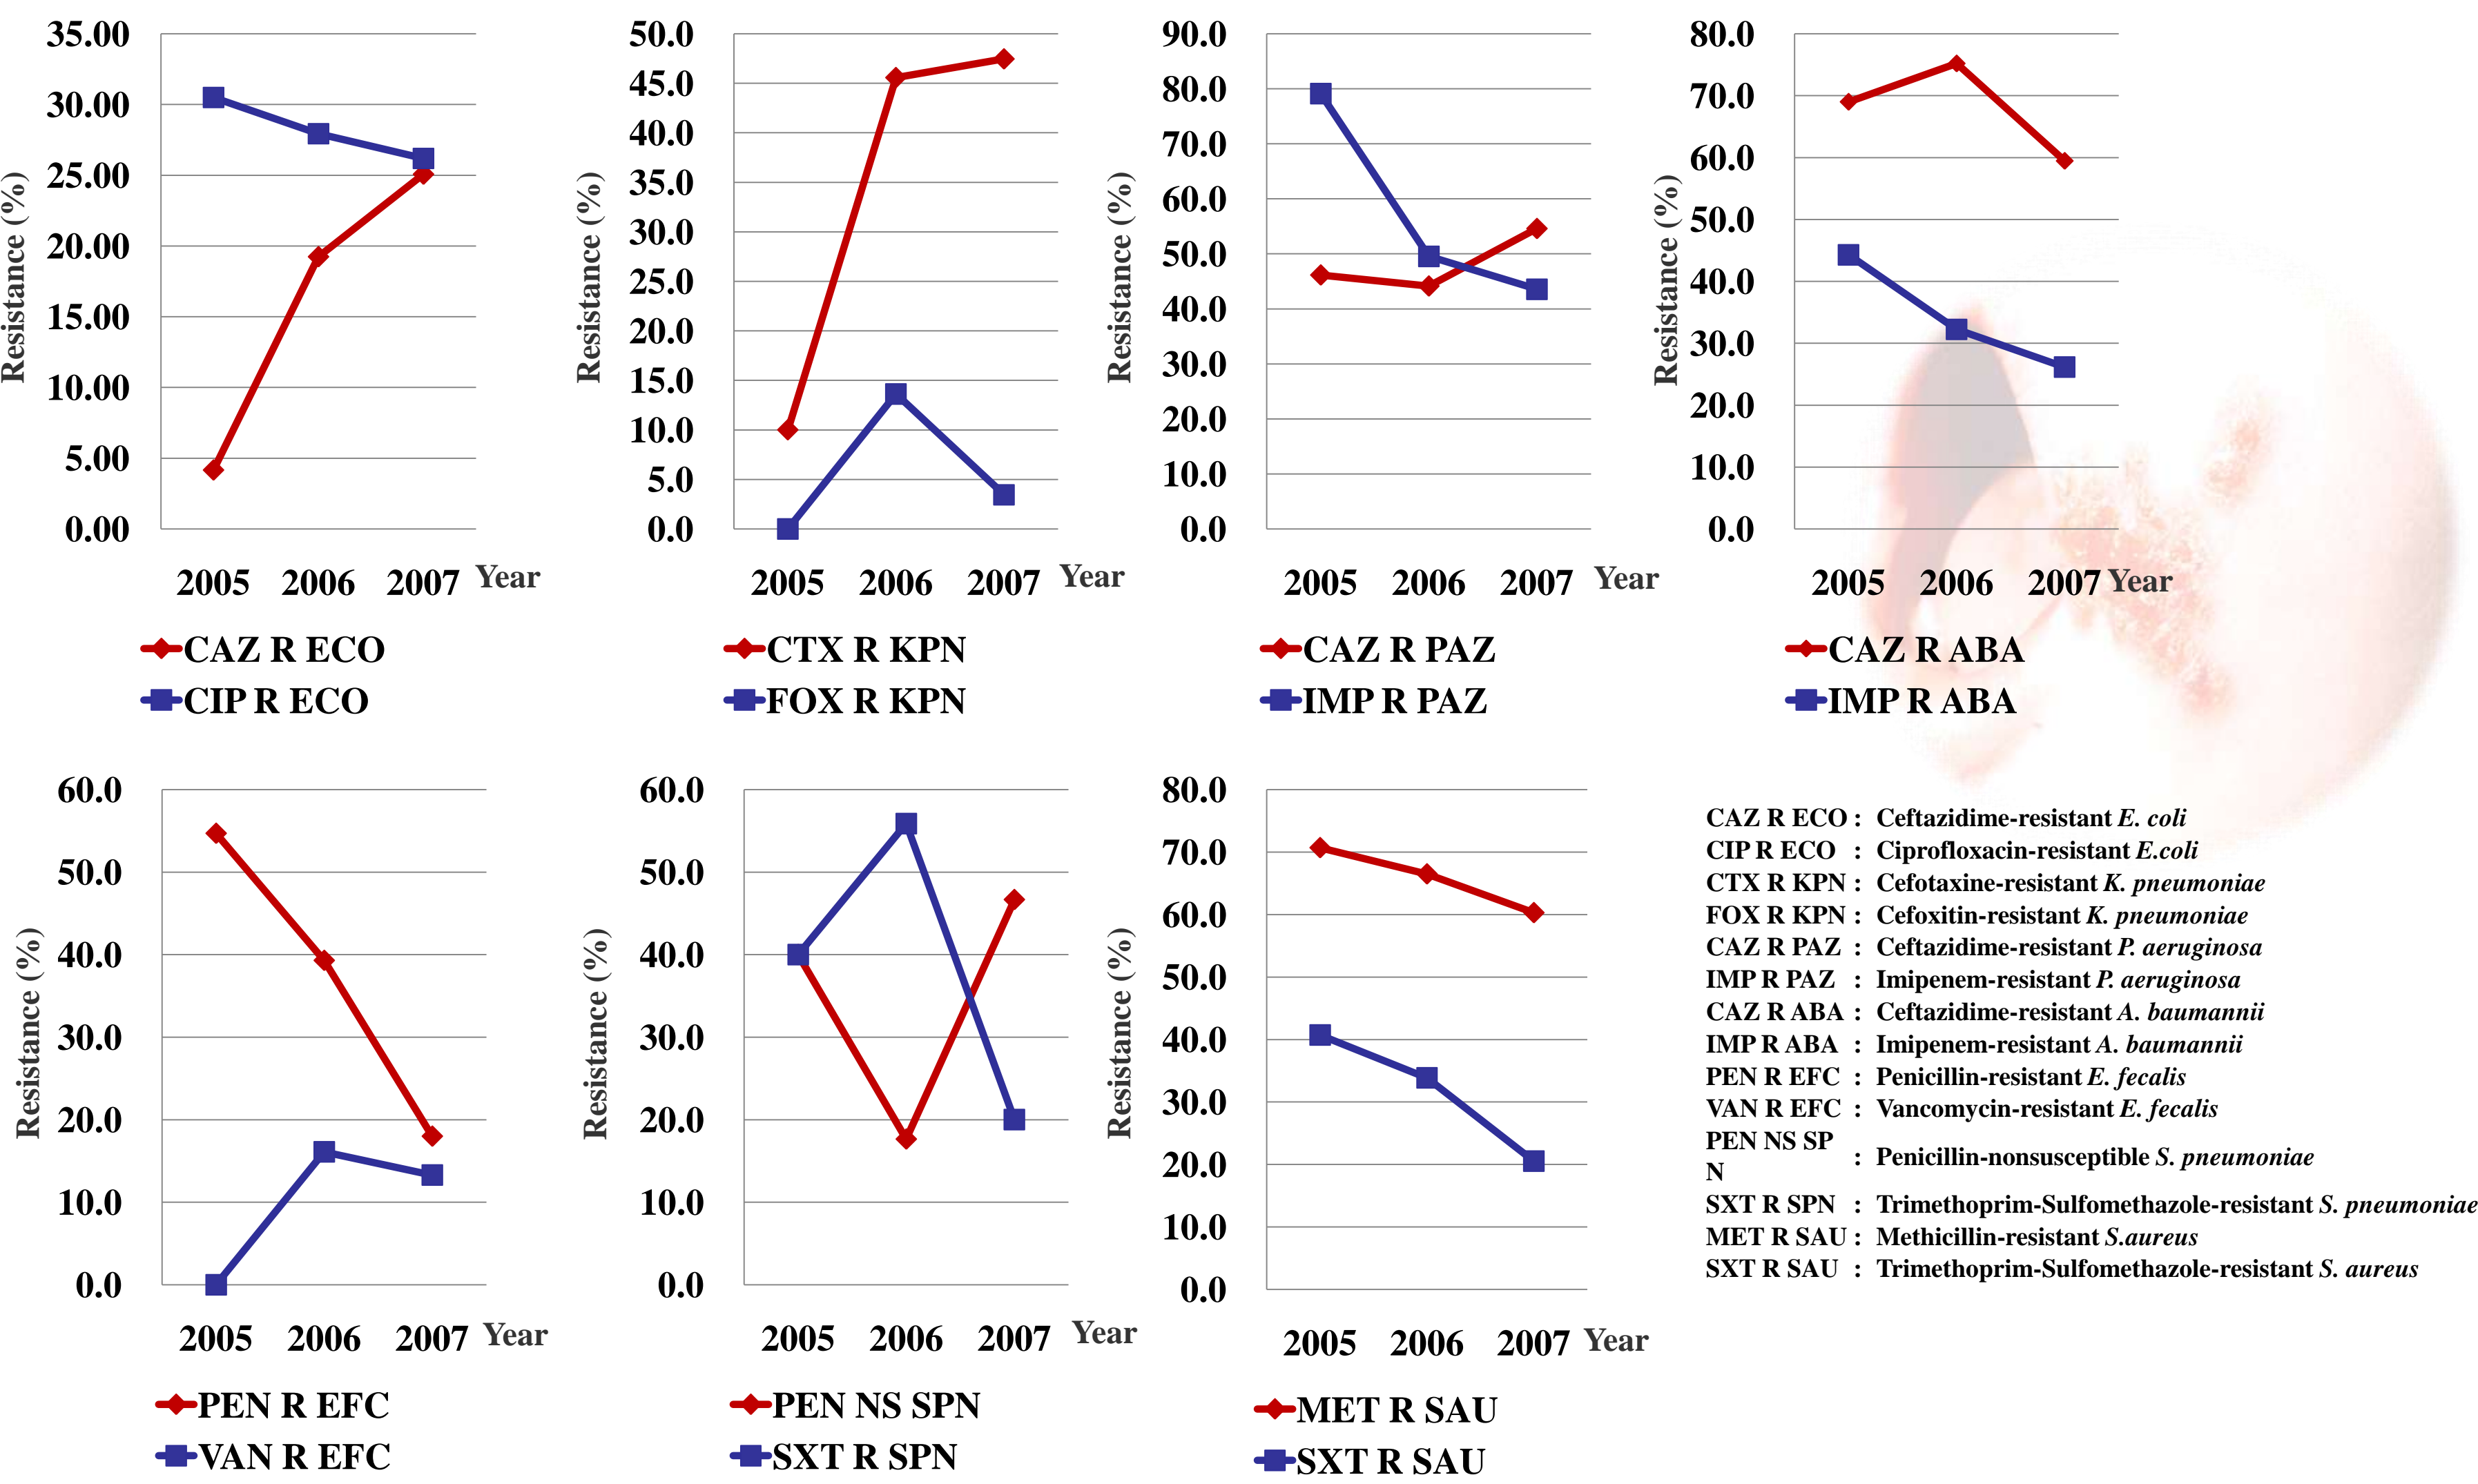 35.00
30.00
25.00
20.00
15.00
10.00
5.00
0.00
Resistance (%)
2005 2006 2007 Year
CAZ R ECO
CIP R ECO
50.0
45.0
40.0
35.0
30.0
25.0
20.0
15.0
10.0
5.0
0.0
Resistance (%)
2005 2006 2007 Year
CTX R KPN
FOX R KPN
90.0
80.0
70.0
60.0
50.0
40.0
30.0
20.0
10.0
0.0
Resistance (%)
2005 2006 2007 Year
CAZ R PAZ
IMP R PAZ
80.0
70.0
60.0
50.0
40.0
30.0
20.0
10.0
0.0
Resistance (%)
2005 2006 2007 Year
CAZ R ABA
IMP R ABA
60.0
50.0
40.0
30.0
20.0
10.0
0.0
Resistance (%)
2005 2006 2007 Year
PEN R EFC
VAN R EFC
60.0
50.0
40.0
30.0
20.0
10.0
0.0
Resistance (%)
2005 2006 2007 Year
PEN NS SPN
SXT R SPN
80.0
70.0
60.0
50.0
40.0
30.0
20.0
10.0
0.0
Resistance (%)
2005 2006 2007 Year
MET R SAU
SXT R SAU
CAZ R ECO : Ceftazidime-resistant E. coli
CIP R ECO : Ciprofloxacin-resistant E.coli
CTX R KPN : Cefotaxine-resistant K. pneumoniae
FOX R KPN : Cefoxitin-resistant K. pneumoniae
CAZ R PAZ : Ceftazidime-resistant P. aeruginosa
IMP R PAZ : Imipenem-resistant P. aeruginosa
CAZ R ABA : Ceftazidime-resistant A. baumannii
IMP R ABA : Imipenem-resistant A. baumannii
PEN R EFC : Penicillin-resistant E. fecalis
VAN R EFC : Vancomycin-resistant E. fecalis
PEN NS SP
N : Penicillin-nonsusceptible S. pneumoniae
SXT R SPN : Trimethoprim-Sulfomethazole-resistant S. pneumoniae
MET R SAU : Methicillin-resistant S.aureus
SXT R SAU : Trimethoprim-Sulfomethazole-resistant S. aureus